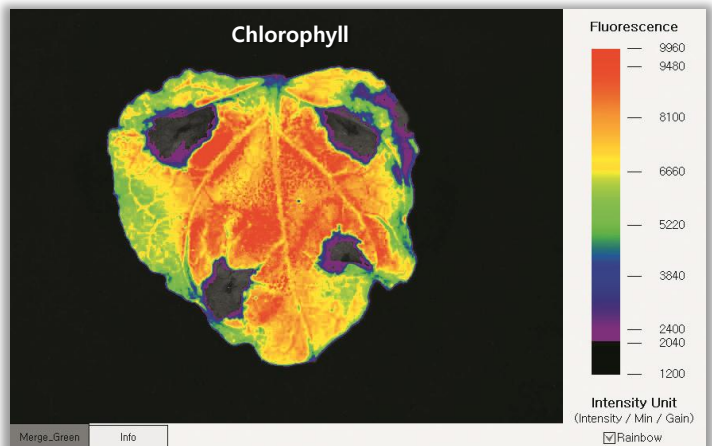 Chlorophyll
Fluorescence
9960
9480
8100
6660
5220
3840
2400
2040
1200
Intensity Unit
(Intensity / Min / Gain)
Rainbow
Merge_Green
Info